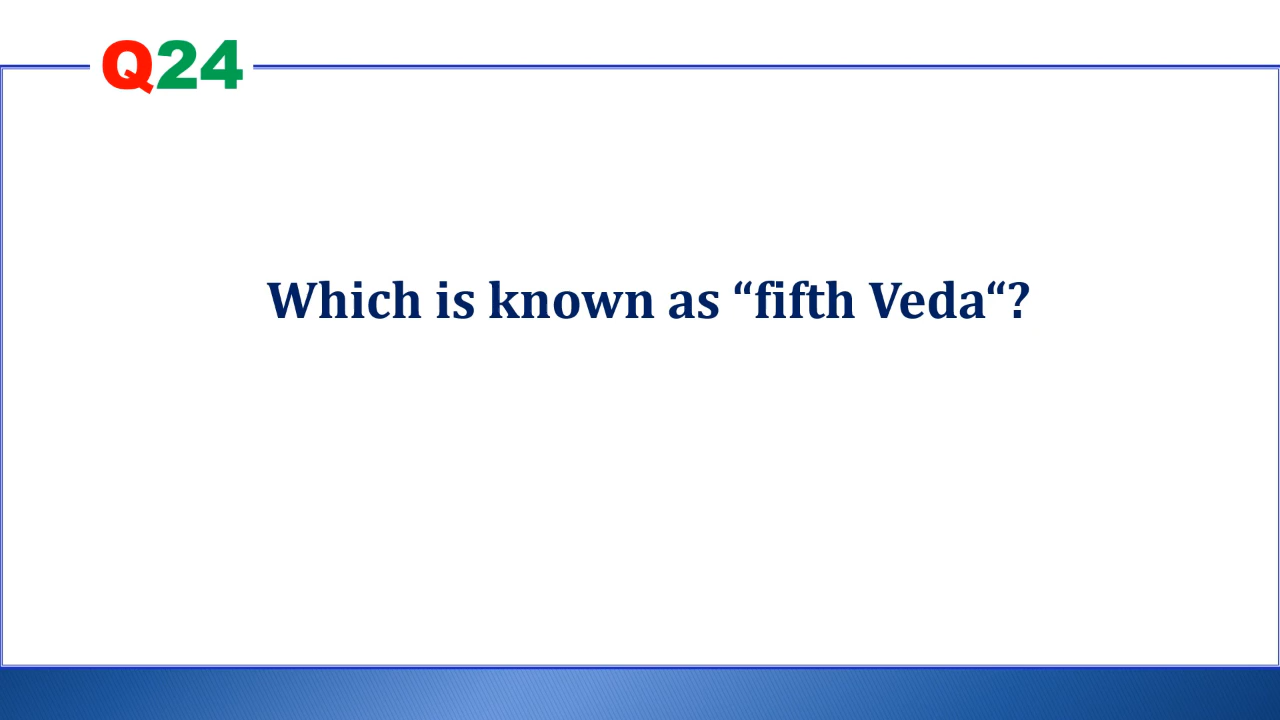 Q24
Which is known as “fifth Veda“?